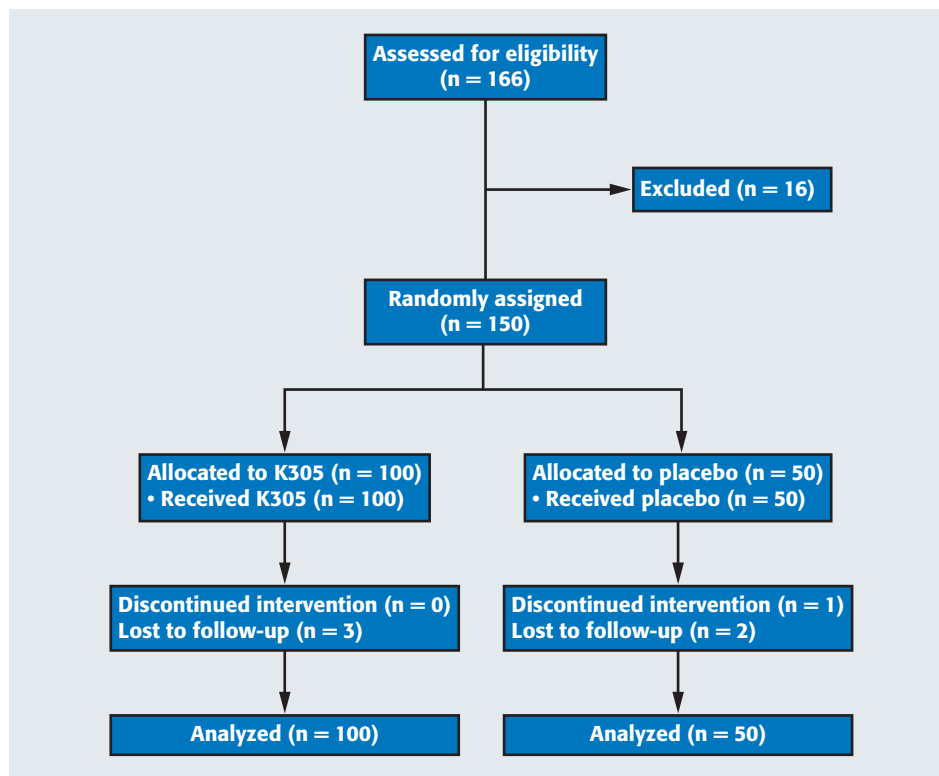 Assessed for eligibility
(n = 166)
Excluded (n = 16)
Randomly assigned
(n = 150)
Allocated to K305 (n = 100)
• Received K305 (n = 100)
Allocated to placebo (n = 50)
• Received placebo (n = 50)
Discontinued intervention (n = 0)
Lost to follow-up (n = 3)
Discontinued intervention (n = 1)
Lost to follow-up (n = 2)
Analyzed (n = 100)
Analyzed (n = 50)